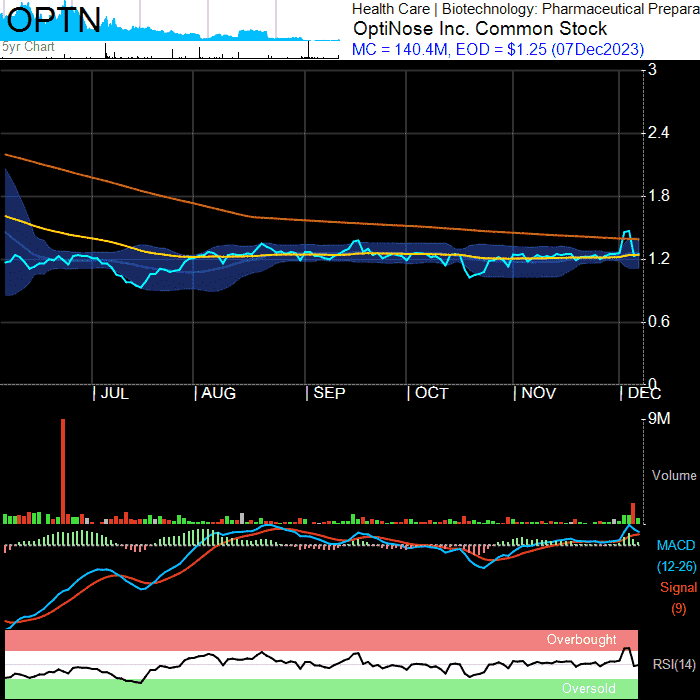 OPTN
5yr Chart
Health Care | Biotechnology: Pharmaceutical Prepara
OptiNose Inc. Common Stock
MC = 140.4M, EOD = $1.25 (07Dec2023)
3
2.4
1.8
1.2
0.6
0
| JUL | AUG | SEP | OCT | NOV | DEC
9M
Volume
MACD
(12-26)
Signal
(9)
Overbought
RSI(14)
Oversold